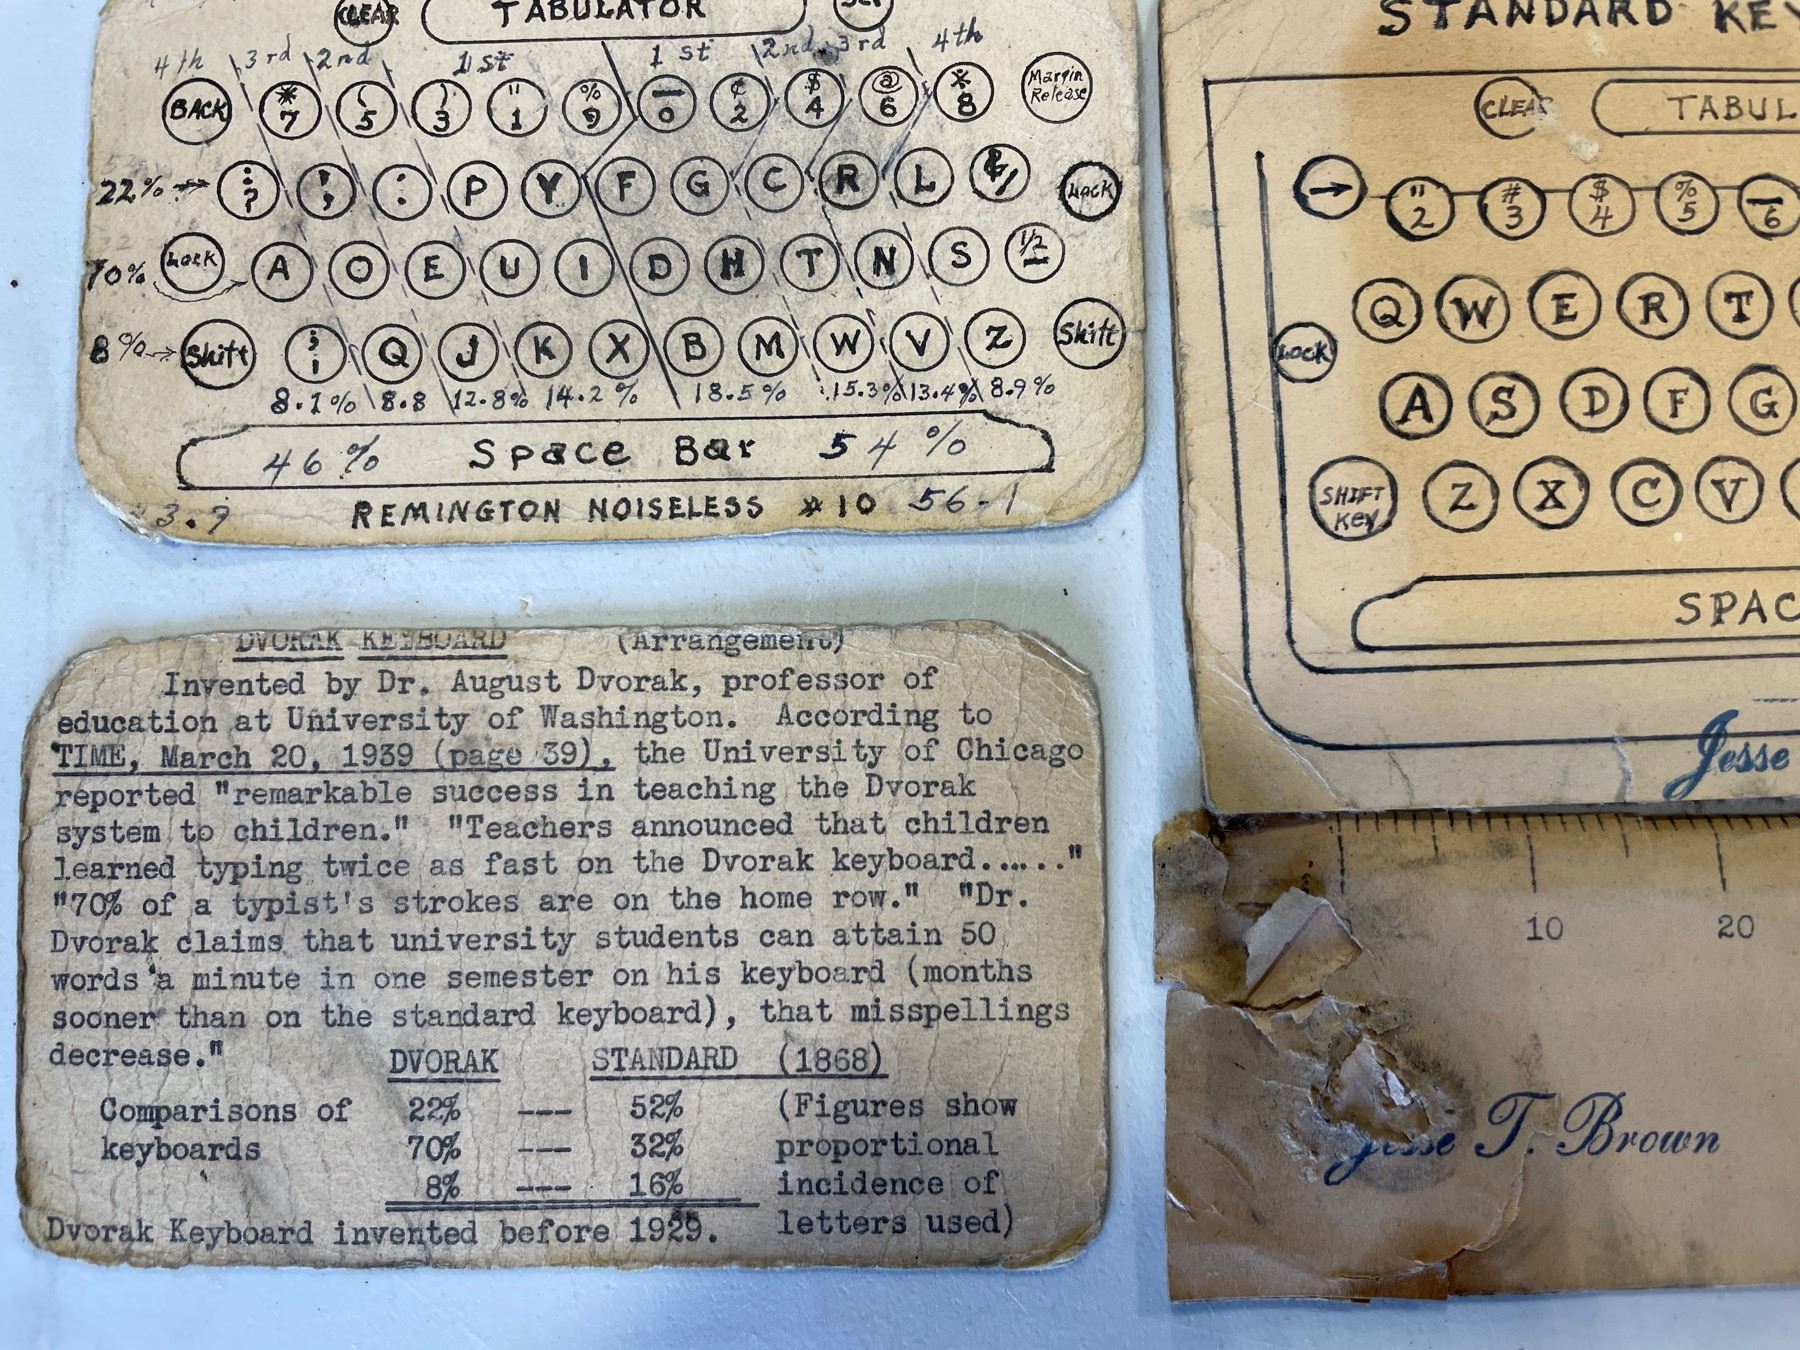 CLEAR TABULATOR
4th 3rd 2nd 1st 1st 2nd 3rd 4th
BACK * 7 ( 5 ) 3 " 1 % 9 — 0 ¢ 2 $ 4 @ 6 * 8 Margin Release
22% P Y F G C R L Lock
70% Lock A O E U I D H T N S 1/2
8% Shift Q J K X B M W V Z Shift
8.1% 8.8 12.8% 14.2% 18.5% 15.3% 13.4% 8.9%
46% Space Bar 54%
3.9 REMINGTON NOISELESS #10 56-1
STANDARD KEY
CLEAR TABUL
→ " 2 # 3 $ 4 % 5 — 6
Q W E R T
LOCK
A S D F G
SHIFT Key Z X C V
SPAC
Jesse
DVORAK KEYBOARD (Arrangement)
Invented by Dr. August Dvorak, professor of
education at University of Washington. According to
TIME, March 20, 1939 (page 39), the University of Chicago
reported "remarkable success in teaching the Dvorak
system to children." "Teachers announced that children
learned typing twice as fast on the Dvorak keyboard......"
"70% of a typist's strokes are on the home row." "Dr.
Dvorak claims that university students can attain 50
words a minute in one semester on his keyboard (months
sooner than on the standard keyboard), that misspellings
decrease."
DVORAK STANDARD (1868)
Comparisons of 22% --- 52% (Figures show
keyboards 70% --- 32% proportional
8% --- 16% incidence of
Dvorak Keyboard invented before 1929. letters used)
10 20
Jesse T. Brown